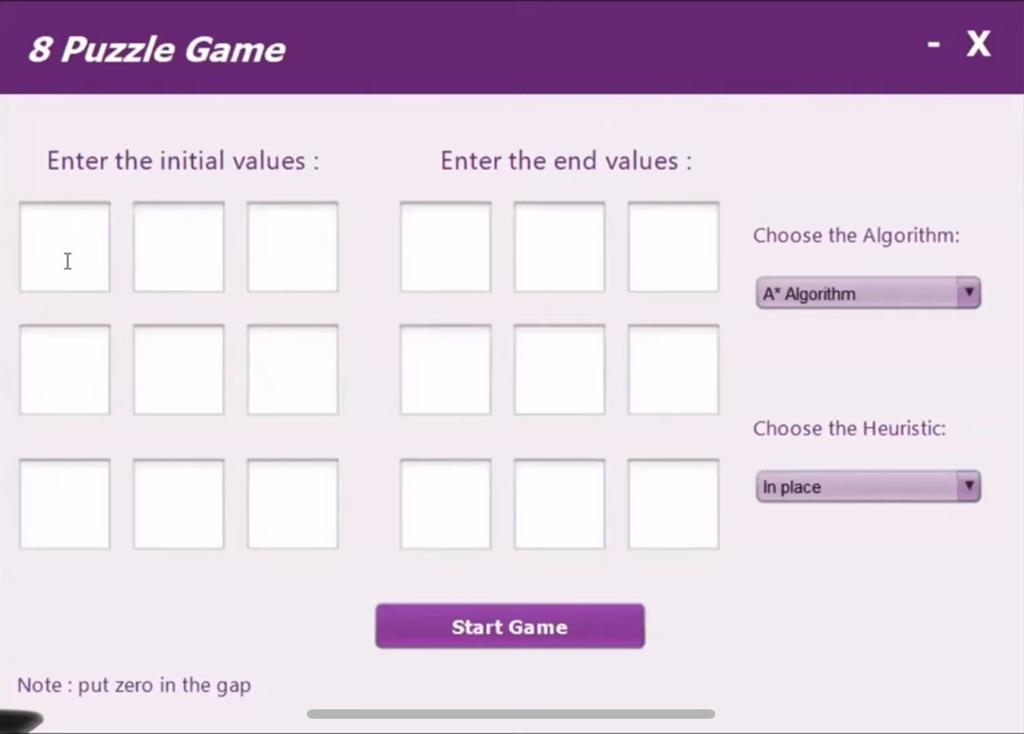 8 Puzzle Game
- X
Enter the initial values :
Enter the end values :
Choose the Algorithm:
A* Algorithm
Choose the Heuristic:
In place
Start Game
Note : put zero in the gap